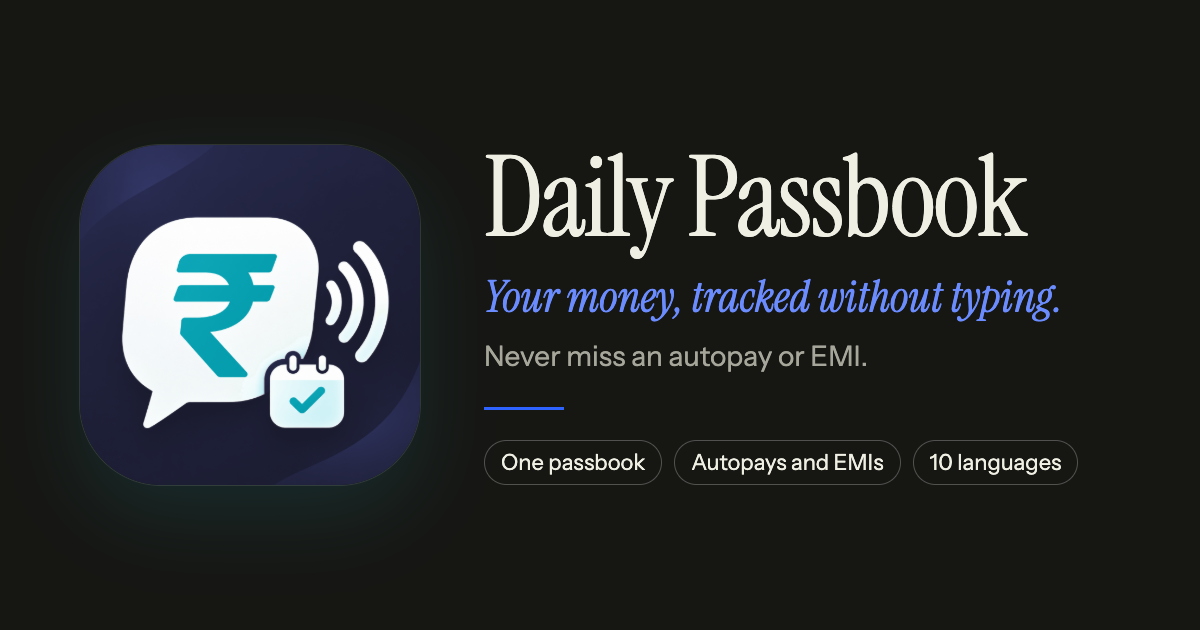 ₹
Daily Passbook
Your money, tracked without typing.
Never miss an autopay or EMI.
One passbook
Autopays and EMIs
10 languages